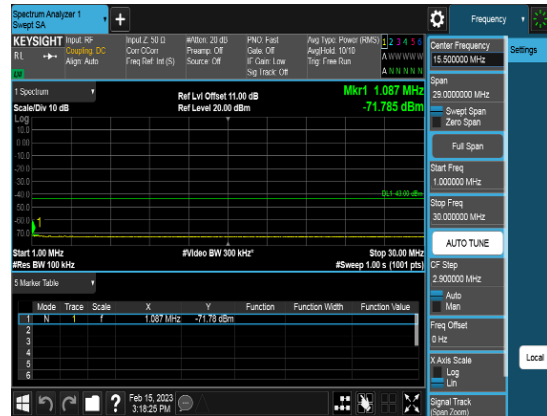 Spectrum Analyzer 1
Swept SA
+
Frequency
KEYSIGHT Input: RF Input Z: 50 Ω #Atten: 20 dB PNO: Fast Avg Type: Power (RMS) 1 2 3 4 5 6
RL Coupling: DC Corr CCorr Preamp: Off Gate: Off Avg|Hold: 10/10 A W W W W W
Align: Auto Freq Ref: Int (S) Source: Off IF Gain: Low Trig: Free Run
Sig Track: Off A N N N N N
Center Frequency
15.500000 MHz
Settings
Span
29.0000000 MHz
Swept Span
Zero Span
Full Span
Start Freq
1.000000 MHz
Stop Freq
30.000000 MHz
AUTO TUNE
CF Step
2.900000 MHz
Auto
Man
Freq Offset
0 Hz
X Axis Scale
Log
Lin
Local
Signal Track
(Span Zoom)
1 Spectrum
Scale/Div 10 dB
Ref Lvl Offset 11.00 dB
Ref Level 20.00 dBm
Mkr1 1.087 MHz
-71.785 dBm
Log
10.0
0.00
-10.0
-20.0
-30.0
-40.0
-50.0
-60.0
-70.0
DL1 -43.00 dBm
1
Start 1.00 MHz
#Video BW 300 kHz*
Stop 30.00 MHz
#Res BW 100 kHz
#Sweep 1.00 s (1001 pts)
5 Marker Table
Mode Trace Scale X Y Function Function Width Function Value
1 N 1 f 1.087 MHz -71.78 dBm
2
3
4
5
6
? Feb 15, 2023
3:18:25 PM